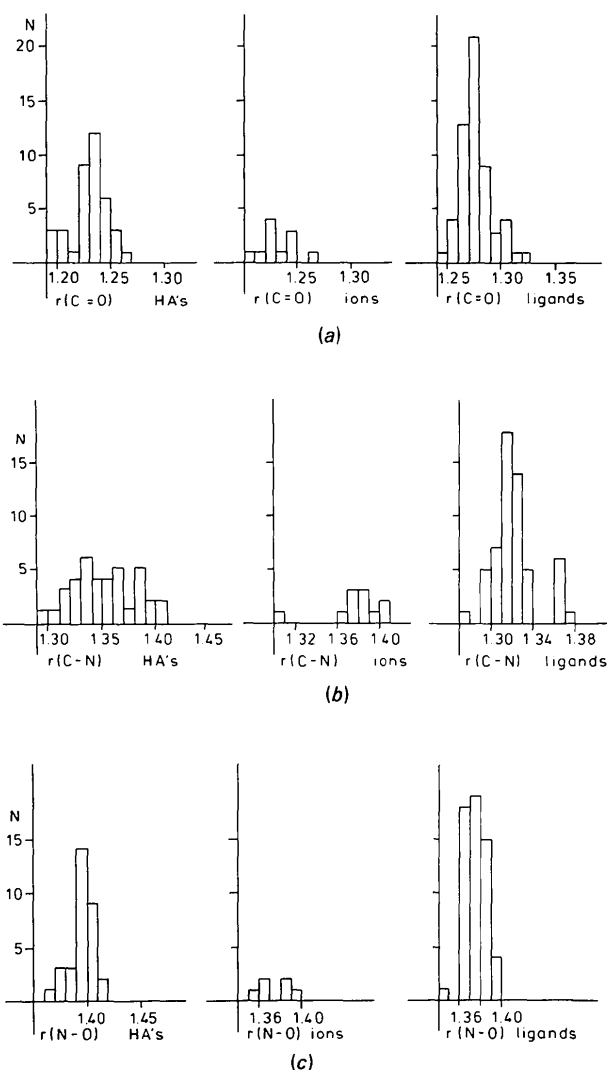 N
20
15
10
5
1.20 1.25 1.30
r(C=O) HA's
1.25 1.30
r(C=O) ions
1.25 1.30 1.35
r(C=O) ligands
(a)
N
15
10
5
1.30 1.35 1.40 1.45
r(C-N) HA's
1.32 1.36 1.40
r(C-N) ions
1.30 1.34 1.38
r(C-N) ligands
(b)
N
15
10
5
1.40 1.45
r(N-O) HA's
1.36 1.40
r(N-O) ions
1.36 1.40
r(N-O) ligands
(c)